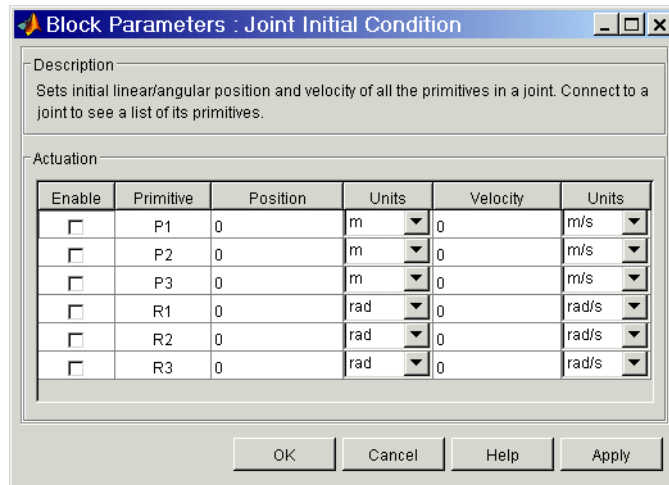 Block Parameters : Joint Initial Condition
Description
Sets initial linear/angular position and velocity of all the primitives in a joint. Connect to a
joint to see a list of its primitives.
Actuation
Enable Primitive Position Units Velocity Units
P1 0 m 0 m/s
P2 0 m 0 m/s
P3 0 m 0 m/s
R1 0 rad 0 rad/s
R2 0 rad 0 rad/s
R3 0 rad 0 rad/s
OK Cancel Help Apply